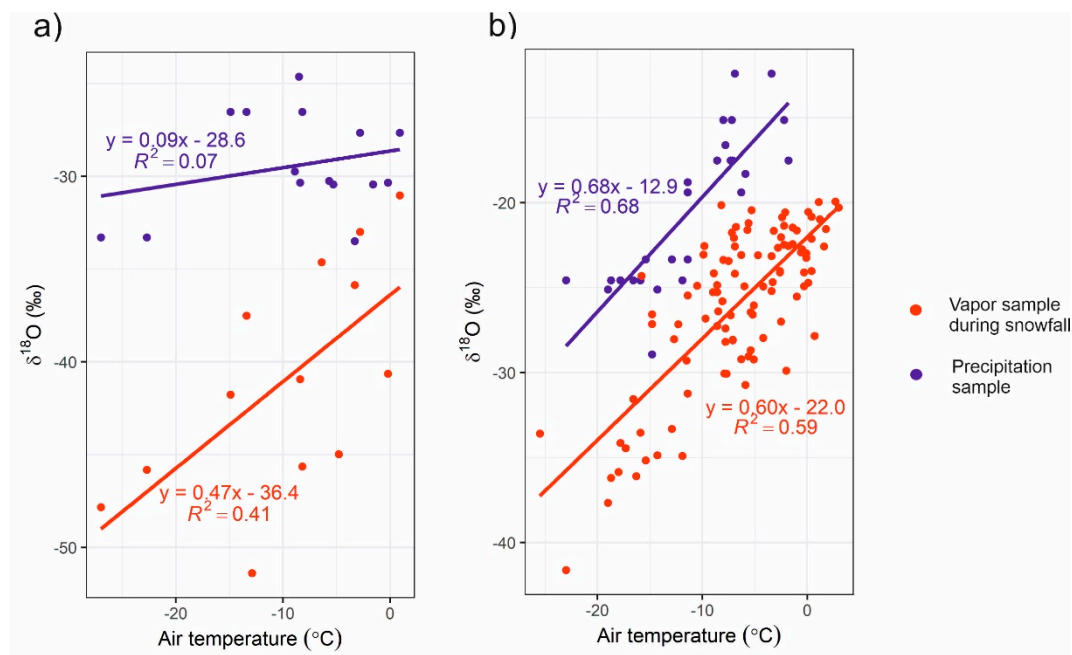 a)
y = 0.09x - 28.6
R² = 0.07
y = 0.47x - 36.4
R² = 0.41
-30
-40
-50
-20
-10
0
Air temperature (°C)
δ¹⁸O (‰)
b)
y = 0.68x - 12.9
R² = 0.68
y = 0.60x - 22.0
R² = 0.59
-20
-30
-40
-20
-10
0
Air temperature (°C)
δ¹⁸O (‰)
Vapor sample
during snowfall
Precipitation
sample